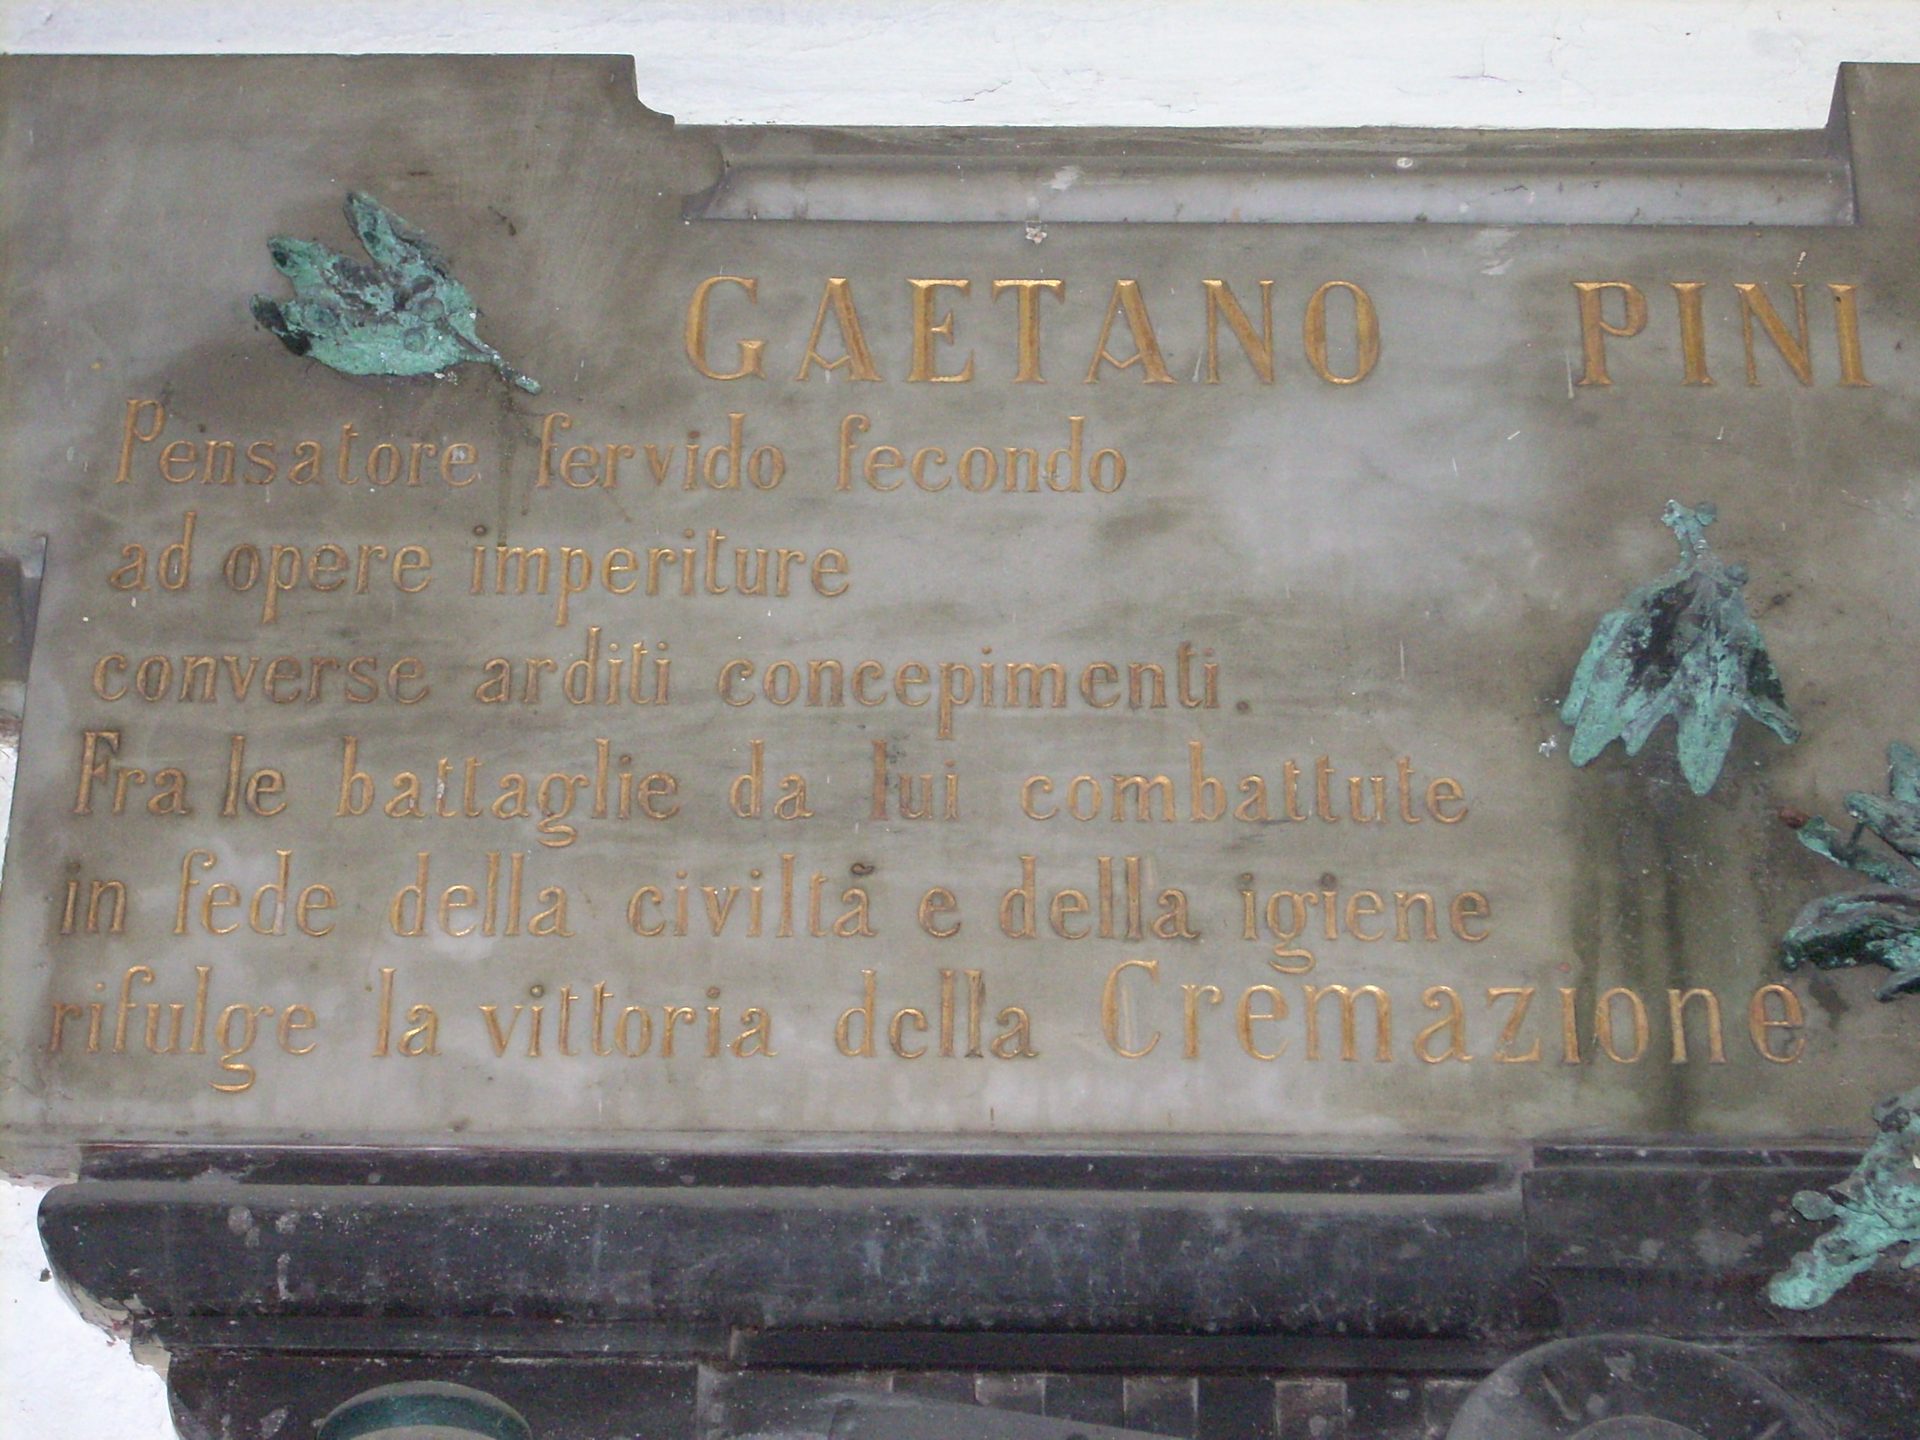 GAETANO PINI
Pensatore fervido fecondo
ad opere imperiture
converse arditi concepimenti.
Fra le battaglie da lui combattute
in fede della civiltà e della igiene
rifulge la vittoria della Cremazione